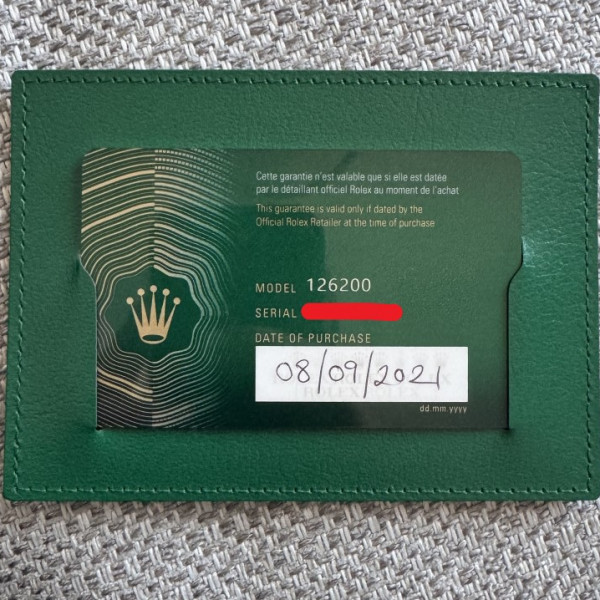 Cette garantie n'est valable que si elle est datée
par le détaillant officiel Rolex au moment de l'achat
This guarantee is valid only if dated by the
Official Rolex Retailer at the time of purchase
MODEL 126200
SERIAL
DATE OF PURCHASE
08/09/2021
dd.mm.yyyy